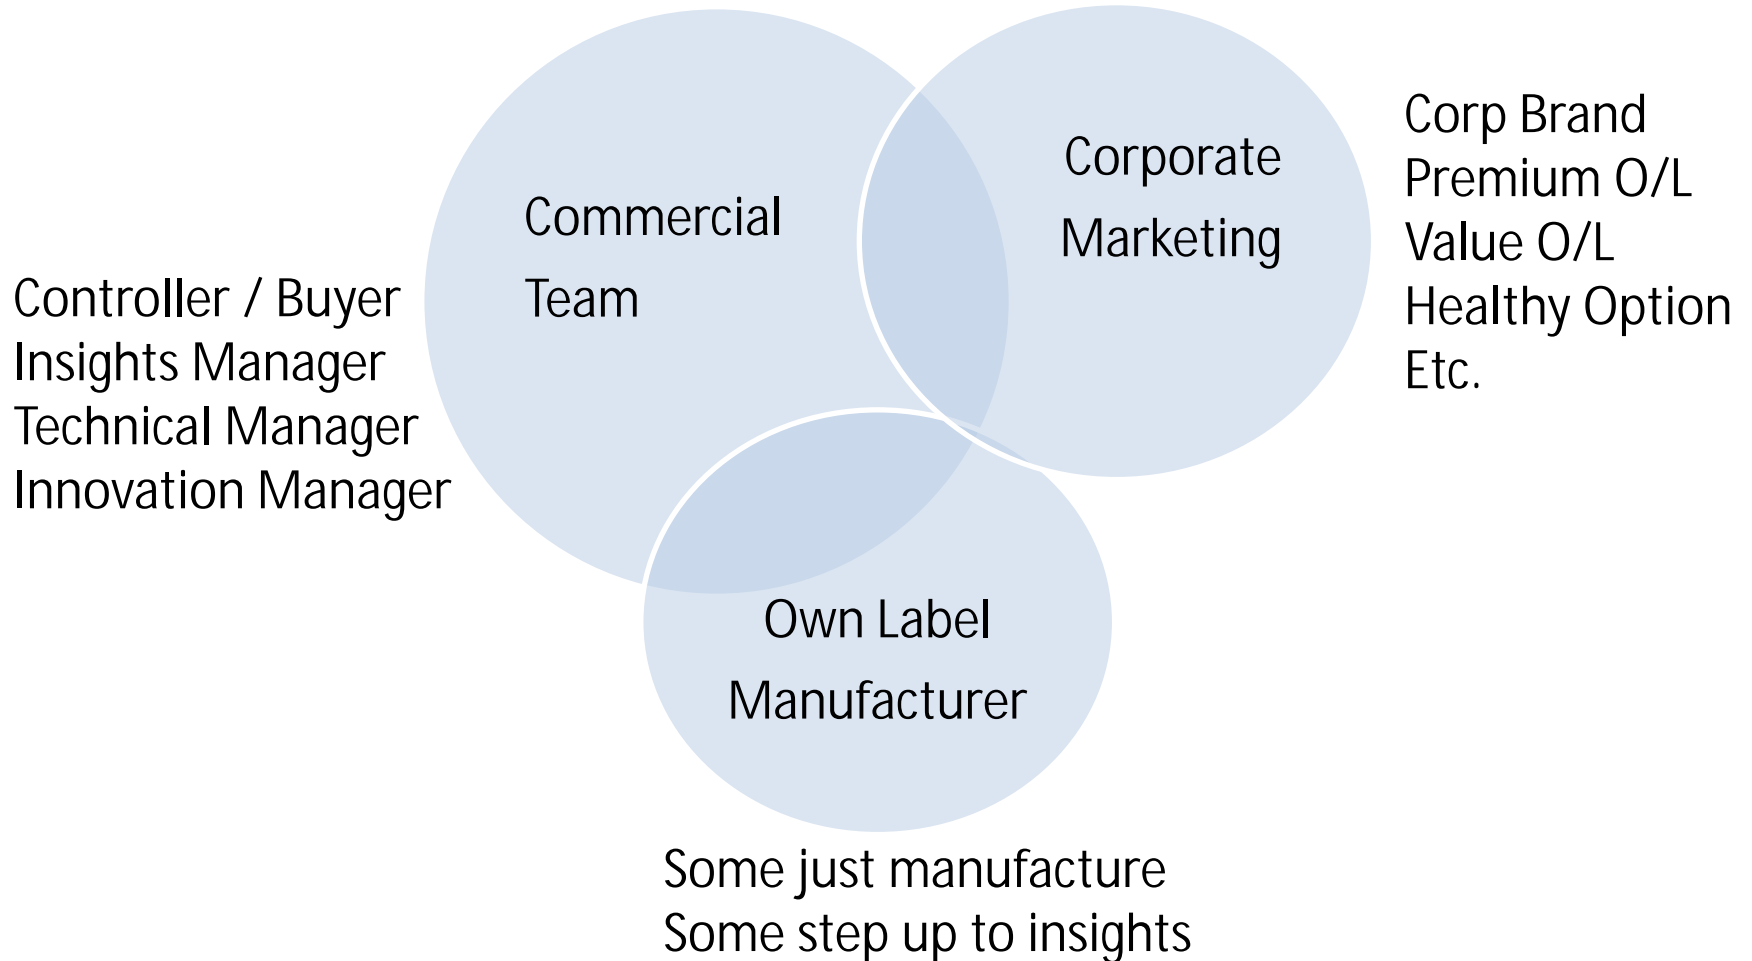 Commercial
Team
Corporate
Marketing
Corp Brand
Premium O/L
Value O/L
Healthy Option
Etc.
Controller / Buyer
Insights Manager
Technical Manager
Innovation Manager
Own Label
Manufacturer
Some just manufacture
Some step up to insights